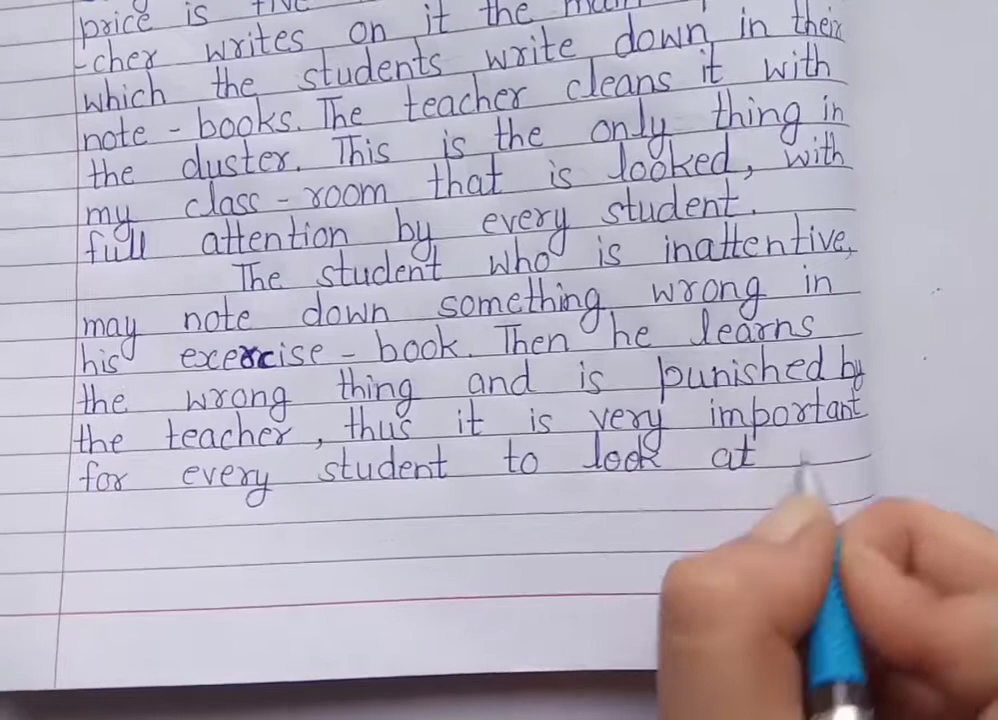 price is five
-cher writes on it the
which the students write down in their
note - books. The teacher cleans it with
the duster. This is the only thing in
my class - room that is looked, with
full attention by every student.
The student who is inattentive,
may note down something wrong in
his exercise - book. Then he learns
the wrong thing and is punished by
the teacher, thus it is very important
for every student to look at